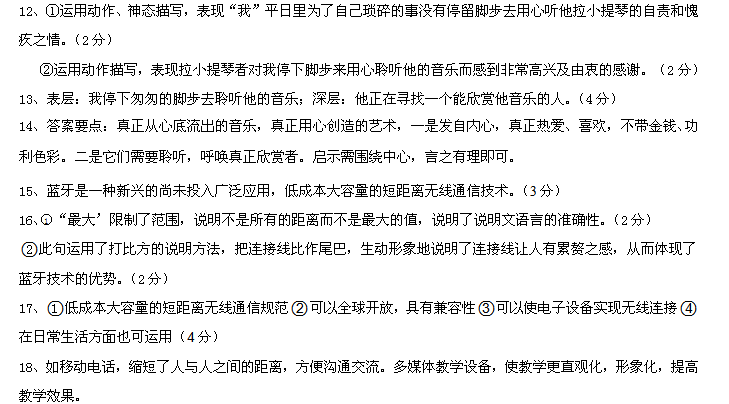 12、①运用动作、神态描写，表现“我”平日里为了自己琐碎的事没有停留脚步去用心听他拉小提琴的自责和愧
疚之情。(2分)
②运用动作描写，表现拉小提琴者对我停下脚步来用心聆听他的音乐而感到非常高兴及由衷的感谢。（2分）
13、表层：我停下匆匆的脚步去聆听他的音乐；深层：他正在寻找一个能欣赏他音乐的人。(4分）
14、答案要点：真正从心底流出的音乐，真正用心创造的艺术，一是发自内心，真正热爱、喜欢，不带金钱、功
利色彩。二是它们需要聆听，呼唤真正欣赏者。启示需围绕中心，言之有理即可。
15、蓝牙是一种新兴的尚未投入广泛应用，低成本大容量的短距离无线通信技术。（3分）
16、①“最大’限制了范围，说明不是所有的距离而不是最大的值，说明了说明文语言的准确性。(2分）
②此句运用了打比方的说明方法，把连接线比作尾巴，生动形象地说明了连接线让人有累赘之感，从而体现了
蓝牙技术的优势。(2分）
17、①低成本大容量的短距离无线通信规范②可以全球开放，具有兼容性③可以使电子设备实现无线连接④
在日常生活方面也可运用（4分）
18、如移动电话，缩短了人与人之间的距离，方便沟通交流。多媒体教学设备，使教学更直观化，形象化，提高
教学效果。